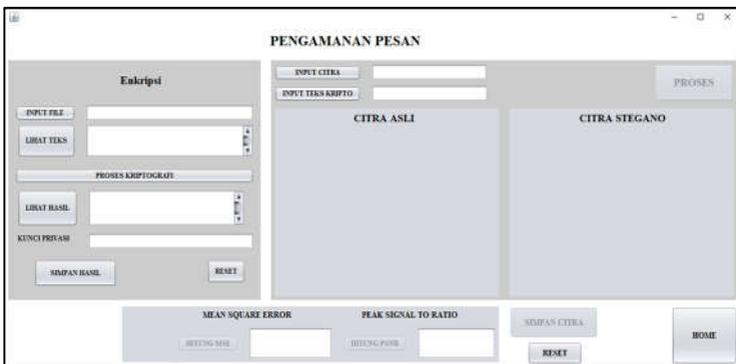 PENGAMANAN PESAN
Enkripsi
INPUT FILE
LIHAT TEKS
PROSES KRIPTOGRAFI
LIHAT HASIL
KUNCI PRIVASI
SIMPAN HASIL
RESET
INPUT CITRA
INPUT TEKS KRIPTO
PROSES
CITRA ASLI
CITRA STEGANO
MEAN SQUARE ERROR
PEAK SIGNAL TO RATIO
HITUNG MSE
HITUNG PSNR
SIMPAN CITRA
RESET
HOME